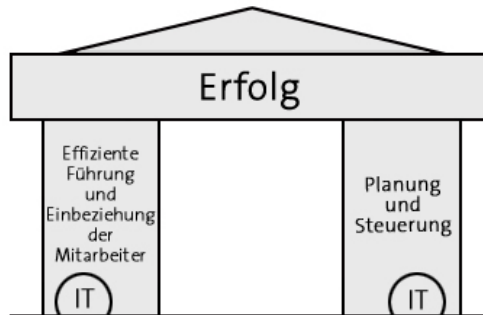 Erfolg
Effiziente
Führung
und
Einbeziehung
der
Mitarbeiter
IT
Planung
und
Steuerung
IT